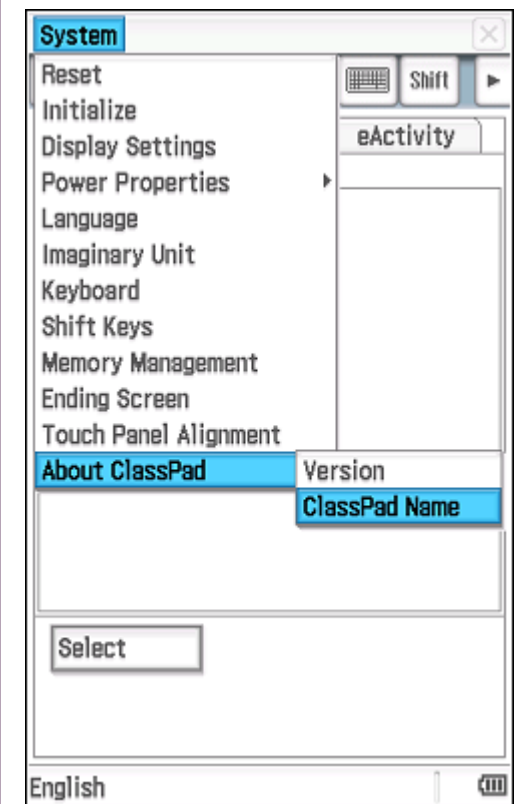 System
Reset
Initialize
Shift
Display Settings
eActivity
Power Properties
Language
Imaginary Unit
Keyboard
Shift Keys
Memory Management
Ending Screen
Touch Panel Alignment
About ClassPad
Version
ClassPad Name
Select
English